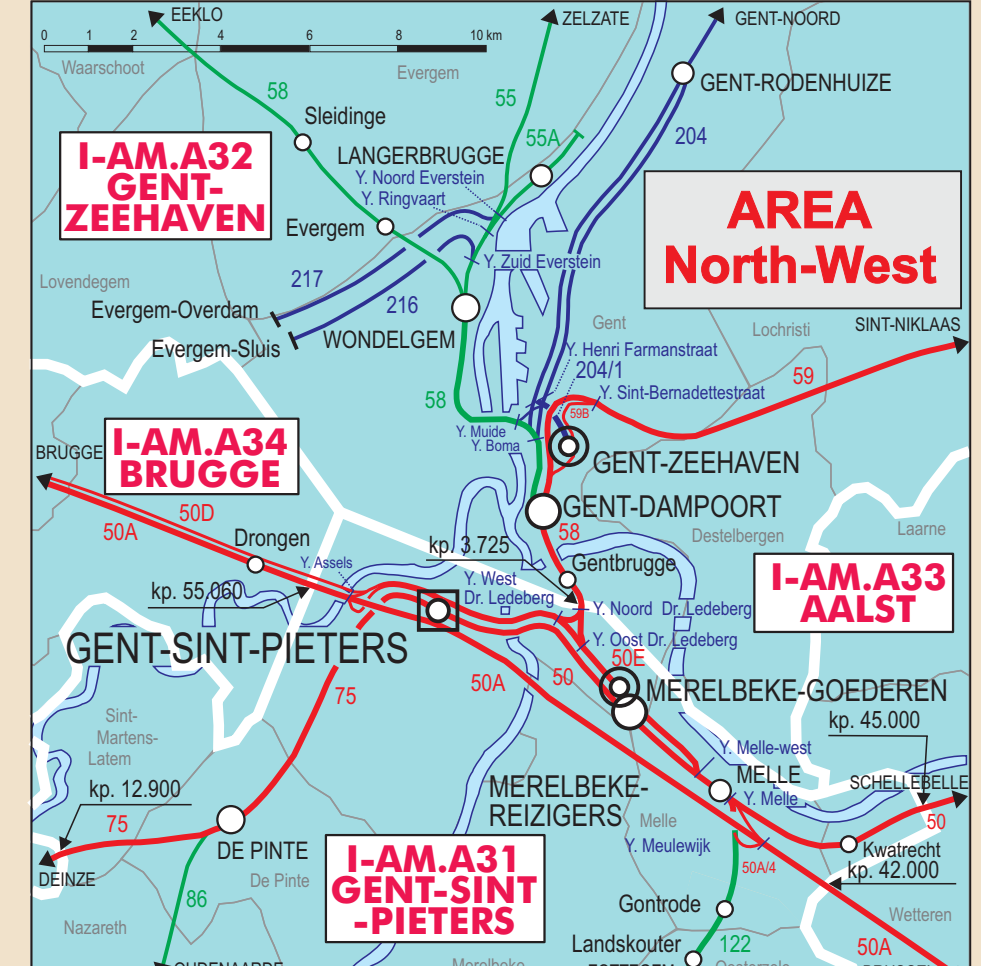 EEKLO
ZELZATE
GENT-NOORD
0 1 2 4 6 8 10 km
Waarschoot
Evergem
GENT-RODENHUIZE
58
55
Sleidinge
55A
204
I-AM.A32
GENT-
ZEEHAVEN
LANGERBRUGGE
Y. Noord Everstein
Y. Ringvaart
AREA
North-West
Evergem
Y. Zuid Everstein
Lovendegem
217
216
Evergem-Overdam
WONDELGEM
Evergem-Sluis
Gent
Lochristi
SINT-NIKLAAS
Y. Henri Farmanstraat
204/1
59
Y. Sint-Bernadettestraat
58
59B
Y. Muide
Y. Boma
BRUGGE
I-AM.A34
BRUGGE
GENT-ZEEHAVEN
50D
50A
GENT-DAMPOORT
58
Destelbergen
Laarne
Drongen
kp. 3.725
Y. Assels
Gentbrugge
I-AM.A33
AALST
kp. 55.060
Y. West
Dr. Ledeberg
Y. Noord Dr. Ledeberg
GENT-SINT-PIETERS
Y. Oost Dr. Ledeberg
50E
50
50A
75
MERELBEKE-GOEDEREN
Sint-
Martens-
Latem
kp. 45.000
Y. Melle-west
MELLE
SCHELLEBELLE
MERELBEKE-
REIZIGERS
Y. Melle
kp. 12.900
75
50
Melle
Y. Meulewijk
Kwatrecht
DE PINTE
DEINZE
I-AM.A31
GENT-SINT
-PIETERS
50A/4
kp. 42.000
De Pinte
86
Gontrode
Nazareth
Wetteren
Landskouter
122
50A
OUDENAARDE
Merelbeke